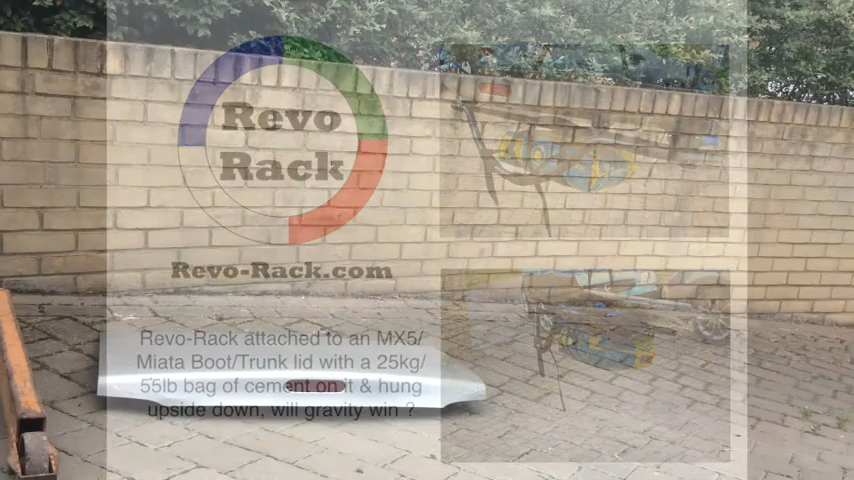 Revo
Rack
Revo-Rack.com
Revo-Rack attached to an MX5/
Miata Boot/Trunk lid with a 25kg/
55lb bag of cement on it & hung
upside down, will gravity win ?